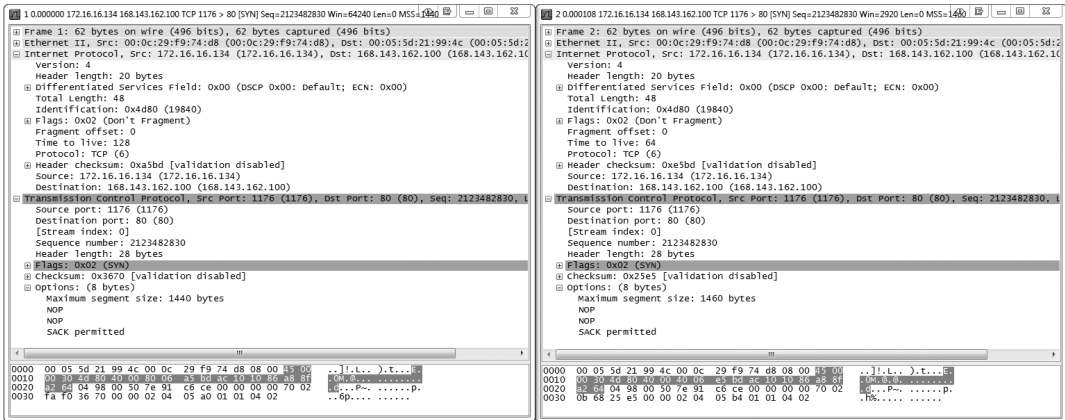 1 0.000000 172.16.16.134 168.143.162.100 TCP 1176 > 80 [SYN] Seq=2123482830 Win=64240 Len=0 MSS=1440
Frame 1: 62 bytes on wire (496 bits), 62 bytes captured (496 bits)
Ethernet II, Src: 00:0c:29:f9:74:d8 (00:0c:29:f9:74:d8), Dst: 00:05:5d:21:99:4c (00:05:5d:2
Internet Protocol, Src: 172.16.16.134 (172.16.16.134), Dst: 168.143.162.100 (168.143.162.10
Version: 4
Header length: 20 bytes
Differentiated Services Field: 0x00 (DSCP 0x00: Default; ECN: 0x00)
Total Length: 48
Identification: 0x4d80 (19840)
Flags: 0x02 (Don't Fragment)
Fragment offset: 0
Time to live: 128
Protocol: TCP (6)
Header checksum: 0xa5bd [validation disabled]
Source: 172.16.16.134 (172.16.16.134)
Destination: 168.143.162.100 (168.143.162.100)
Transmission Control Protocol, Src Port: 1176 (1176), Dst Port: 80 (80), Seq: 2123482830, L
Source port: 1176 (1176)
Destination port: 80 (80)
[Stream index: 0]
Sequence number: 2123482830
Header length: 28 bytes
Flags: 0x02 (SYN)
Checksum: 0x3670 [validation disabled]
Options: (8 bytes)
Maximum segment size: 1440 bytes
NOP
NOP
SACK permitted
0000 00 05 5d 21 99 4c 00 0c 29 f9 74 d8 08 00 45 00 ..]!.L.. ).t...E.
0010 00 30 4d 80 40 00 80 06 a5 bd ac 10 10 86 a8 8f .0M.@... ........
0020 a2 64 04 98 00 50 7e 91 c6 ce 00 00 00 00 70 02 .d...P~. ......p.
0030 fa f0 36 70 00 00 02 04 05 a0 01 01 04 02 ..6p.... ......
2 0.000108 172.16.16.134 168.143.162.100 TCP 1176 > 80 [SYN] Seq=2123482830 Win=2920 Len=0 MSS=1460
Frame 2: 62 bytes on wire (496 bits), 62 bytes captured (496 bits)
Ethernet II, Src: 00:0c:29:f9:74:d8 (00:0c:29:f9:74:d8), Dst: 00:05:5d:21:99:4c (00:05:5d:2
Internet Protocol, Src: 172.16.16.134 (172.16.16.134), Dst: 168.143.162.100 (168.143.162.10
Version: 4
Header length: 20 bytes
Differentiated Services Field: 0x00 (DSCP 0x00: Default; ECN: 0x00)
Total Length: 48
Identification: 0x4d80 (19840)
Flags: 0x02 (Don't Fragment)
Fragment offset: 0
Time to live: 64
Protocol: TCP (6)
Header checksum: 0xe5bd [validation disabled]
Source: 172.16.16.134 (172.16.16.134)
Destination: 168.143.162.100 (168.143.162.100)
Transmission Control Protocol, Src Port: 1176 (1176), Dst Port: 80 (80), Seq: 2123482830, L
Source port: 1176 (1176)
Destination port: 80 (80)
[Stream index: 0]
Sequence number: 2123482830
Header length: 28 bytes
Flags: 0x02 (SYN)
Checksum: 0x25e5 [validation disabled]
Options: (8 bytes)
Maximum segment size: 1460 bytes
NOP
NOP
SACK permitted
0000 00 05 5d 21 99 4c 00 0c 29 f9 74 d8 08 00 45 00 ..]!.L.. ).t...E.
0010 00 30 4d 80 40 00 40 06 e5 bd ac 10 10 86 a8 8f .0M.@.@. ........
0020 a2 64 04 98 00 50 7e 91 c6 ce 00 00 00 00 70 02 .d...P~. ......p.
0030 0b 68 25 e5 00 00 02 04 05 b4 01 01 04 02 .h%..... ......